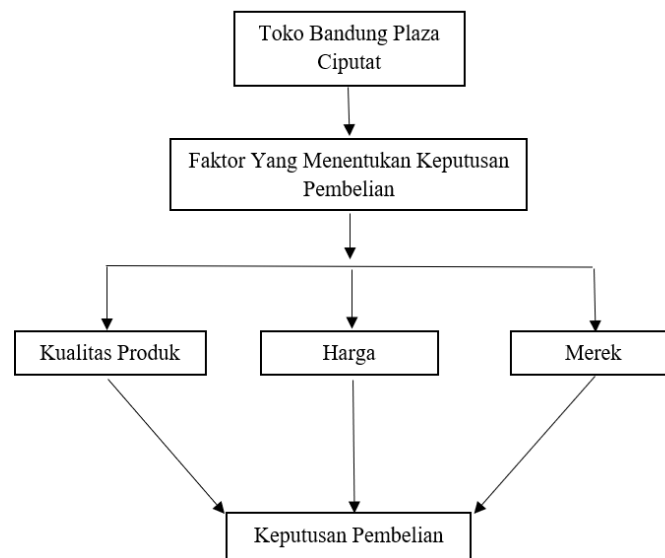 Toko Bandung Plaza
Ciputat
Faktor Yang Menentukan Keputusan
Pembelian
Kualitas Produk
Harga
Merek
Keputusan Pembelian